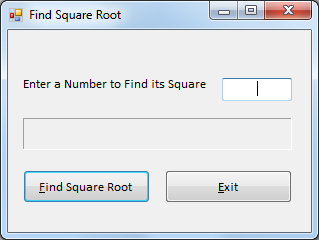 Find Square Root
Enter a Number to Find its Square
Find Square Root
Exit